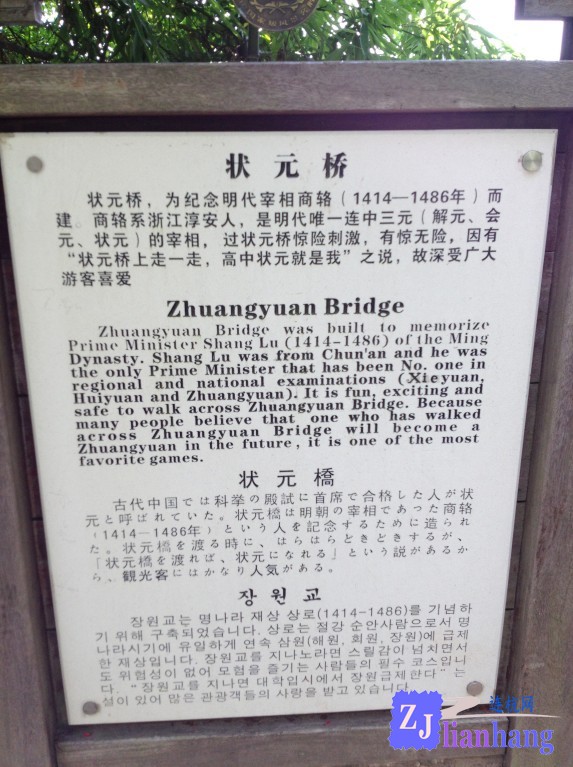 状元桥
状元桥，为纪念明代宰相商辂（1414—1486年）而
建。商辂系浙江淳安人，是明代唯一连中三元（解元、会
元、状元）的宰相，过状元桥惊险刺激，有惊无险，因有
“状元桥上走一走，高中状元就是我”之说，故深受广大
游客喜爱
Zhuangyuan Bridge
Zhuangyuan Bridge was built to memorize
Prime Minister Shang Lu (1414-1486) of the Ming
Dynasty. Shang Lu was from Chun'an and he was
the only Prime Minister that has been No. one in
regional and national examinations (Xieyuan,
Huiyuan and Zhuangyuan). It is fun, exciting and
safe to walk across Zhuangyuan Bridge. Because
many people believe that one who has walked
across Zhuangyuan Bridge will become a
Zhuangyuan in the future, it is one of the most
favorite games.
状元橋
古代中国では科挙の殿試に首席で合格した人が状
元と呼ばれていた。状元橋は明朝の宰相であった商辂
（1414—1486年）という人を記念するために造られ
た。状元橋を渡る時に、はらはらどきどきするが、
「状元橋を渡れば、状元になれる」という説があるか
ら、観光客にはかなり人気がある。
장원교
장원교는 명나라 재상 상로(1414-1486)를 기념하
기 위해 구축되었습니다. 상로는 절강 순안사람으로서 명
나라시기에 유일하게 연속 삼원(해원, 회원, 장원)에 급제
한 재상입니다. 장원교를 지나노라면 스릴감이 넘치면서
도 위험성이 없어 모험을 즐기는 사람들의 필수 코스입니
다. “장원교를 지나면 대학입시에서 장원급제한다”는
설이 있어 많은 관광객들의 사랑을 받고 있습니다.
ZJ
lianhang